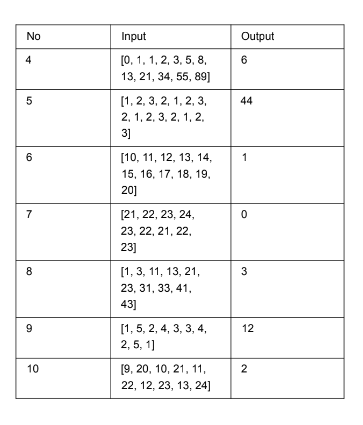 No Input Output
4 [0, 1, 1, 2, 3, 5, 8, 6
13, 21, 34, 55, 89]
5 [1, 2, 3, 2, 1, 2, 3, 44
2, 1, 2, 3, 2, 1, 2,
3]
6 [10, 11, 12, 13, 14, 1
15, 16, 17, 18, 19,
20]
7 [21, 22, 23, 24, 0
23, 22, 21, 22,
23]
8 [1, 3, 11, 13, 21, 3
23, 31, 33, 41,
43]
9 [1, 5, 2, 4, 3, 3, 4, 12
2, 5, 1]
10 [9, 20, 10, 21, 11, 2
22, 12, 23, 13, 24]